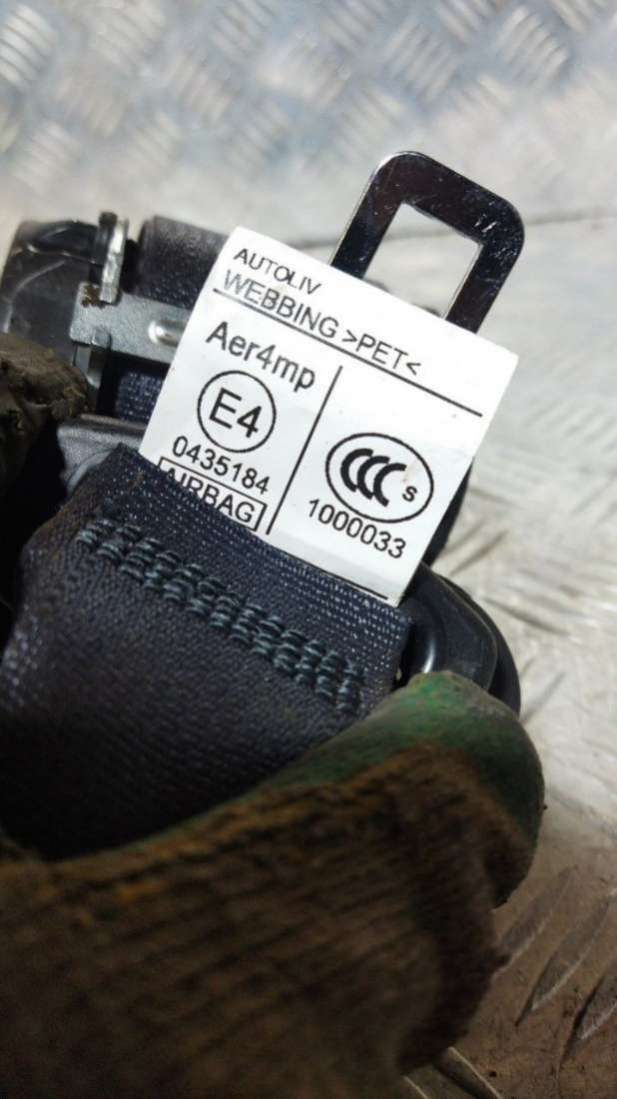 AUTOLIV
WEBBING >PET<
Aer4mp
E4
0435184
AIRBAG
CCC S
1000033